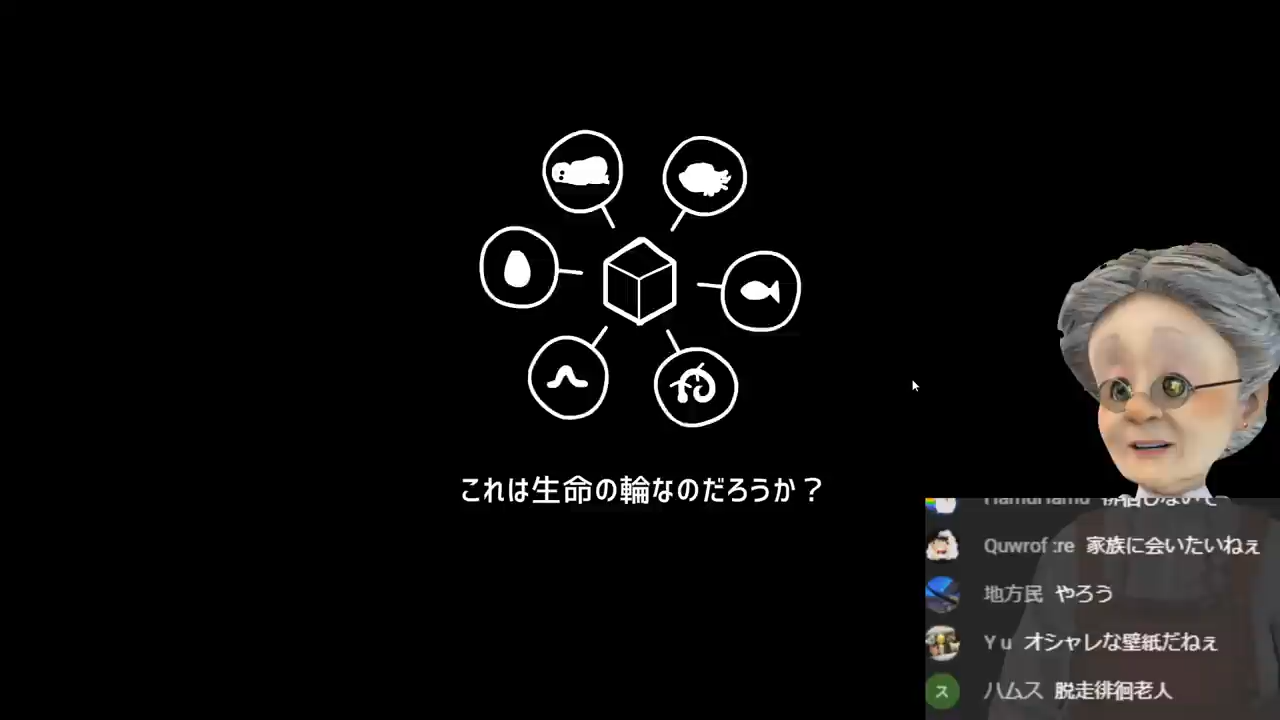 これは生命の輪なのだろうか？
Quwrof :re 家族に会いたいねぇ
地方民 やろう
Y u オシャレな壁紙だねぇ
ス ハムス 脱走徘徊老人